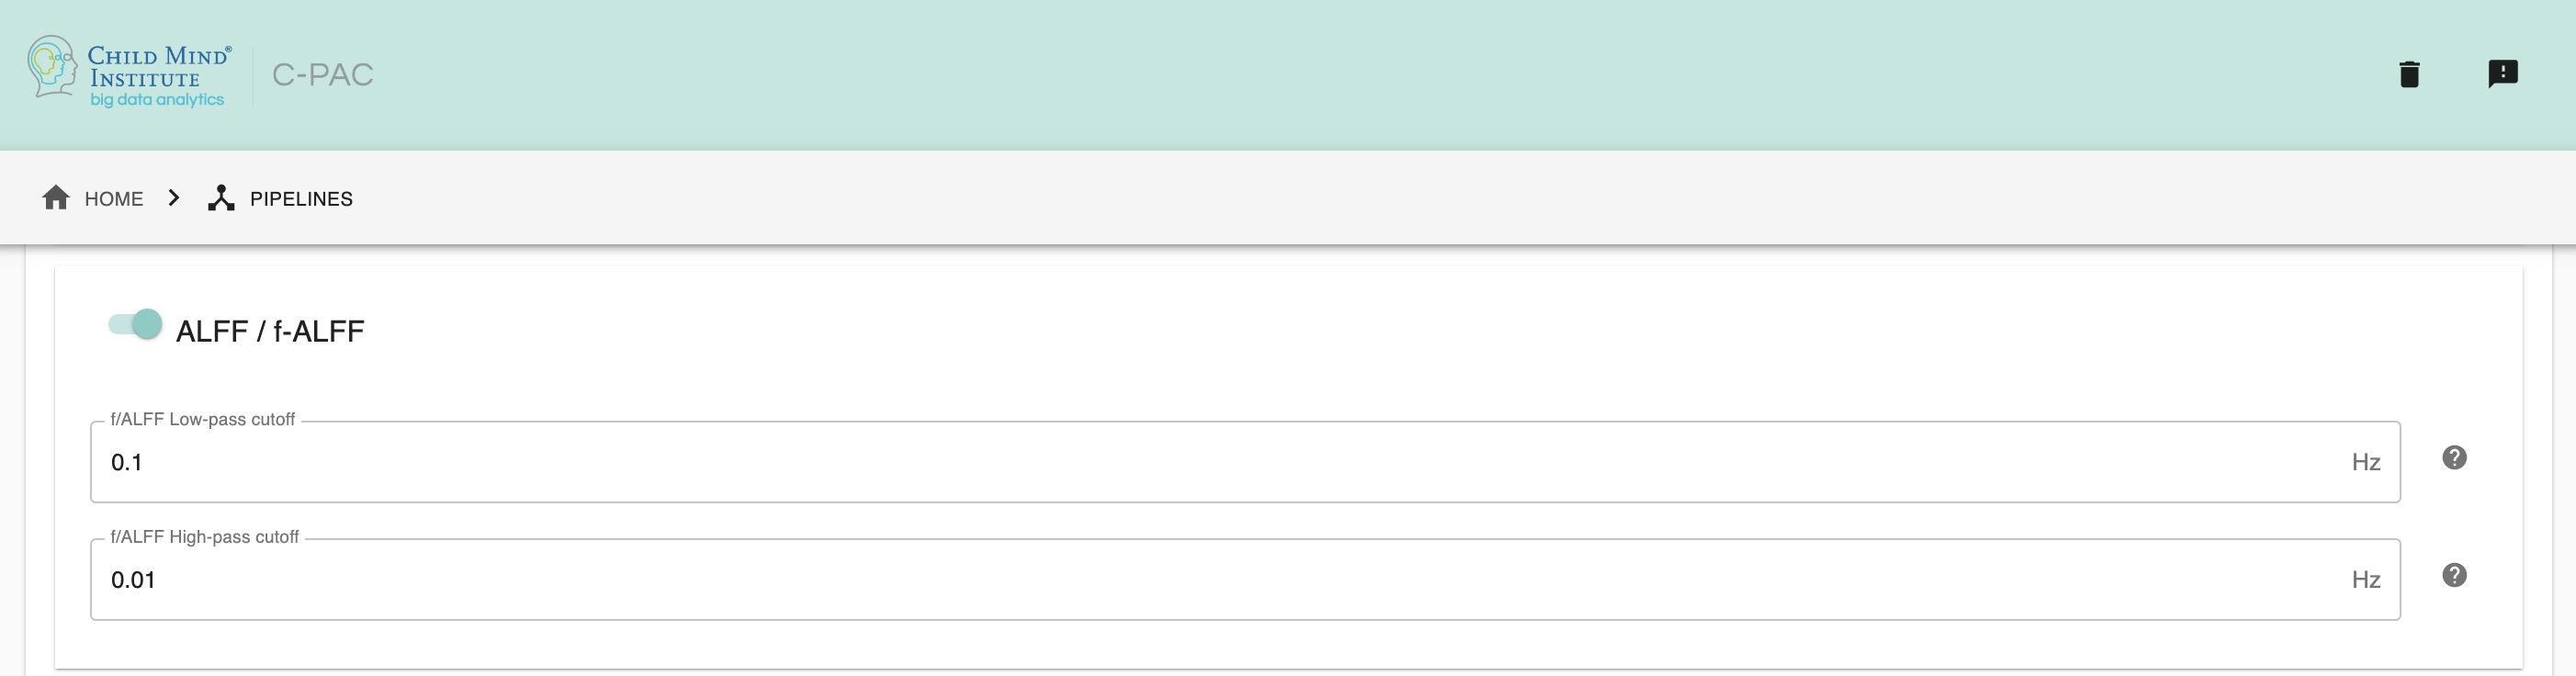 CHILD MIND®
INSTITUTE
big data analytics
C-PAC
HOME
PIPELINES
ALFF / f-ALFF
f/ALFF Low-pass cutoff
0.1 Hz
f/ALFF High-pass cutoff
0.01 Hz